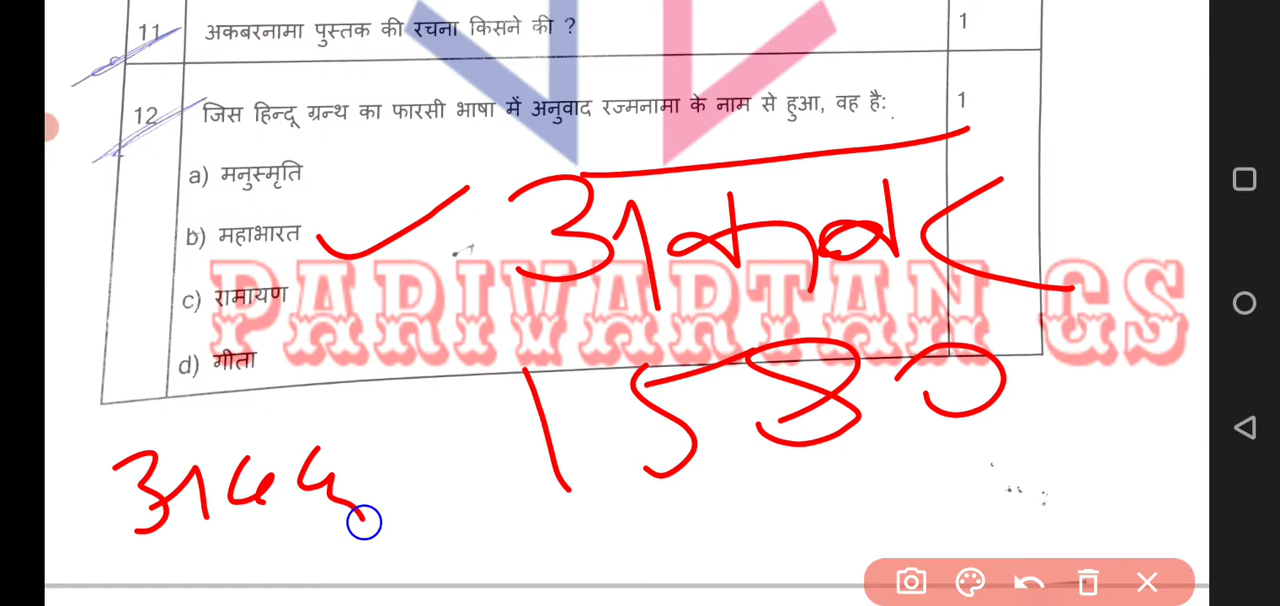 11 अकबरनामा पुस्तक की रचना किसने की ? 1
12 जिस हिन्दू ग्रन्थ का फारसी भाषा में अनुवाद रज्मनामा के नाम से हुआ, वह है: 1
a) मनुस्मृति
b) महाभारत
अकबर
c) रामायण
PARIVARTAN GS
d) गीता
1580